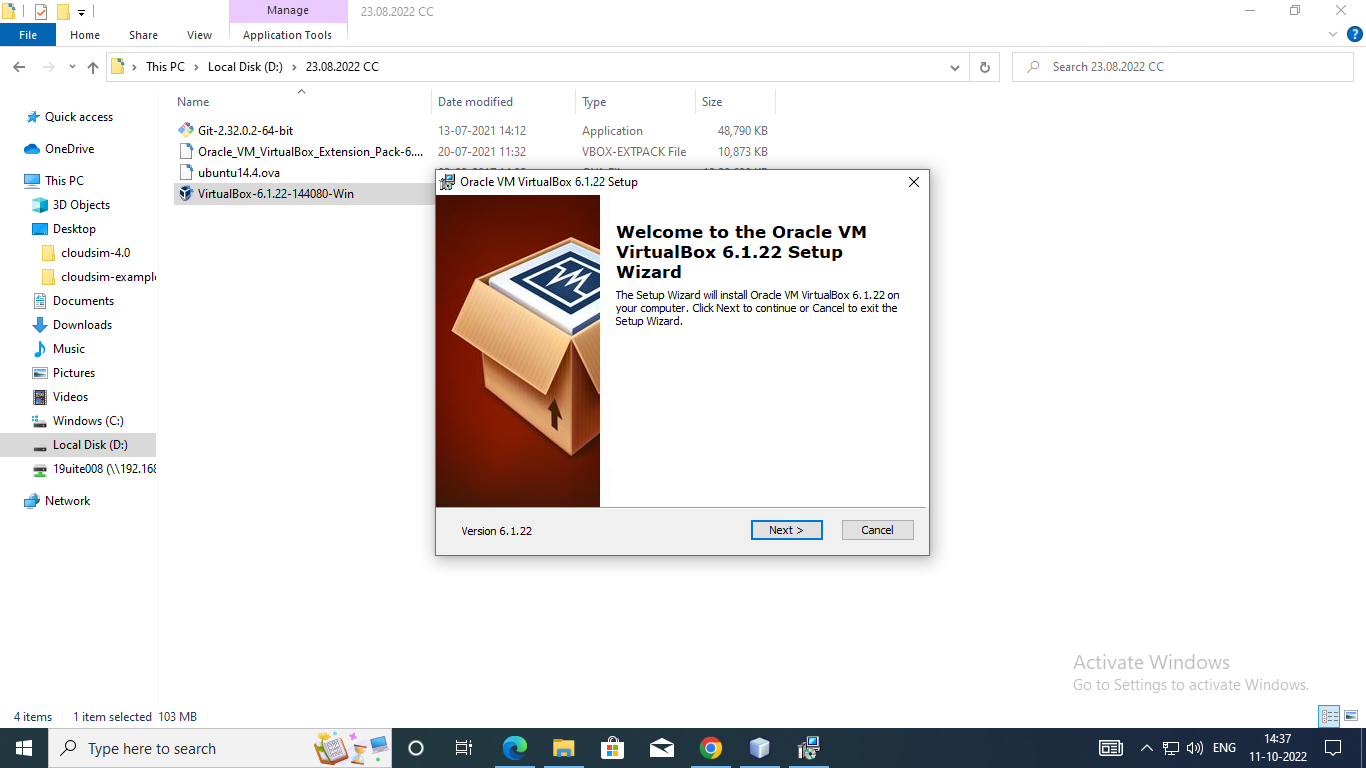 Manage
23.08.2022 CC
File Home Share View Application Tools
This PC Local Disk (D:) 23.08.2022 CC
Search 23.08.2022 CC
Name Date modified Type Size
Git-2.32.0.2-64-bit 13-07-2021 14:12 Application 48,790 KB
Oracle_VM_VirtualBox_Extension_Pack-6.... 20-07-2021 11:32 VBOX-EXTPACK File 10,873 KB
ubuntu14.4.ova
VirtualBox-6.1.22-144080-Win
Quick access
OneDrive
This PC
3D Objects
Desktop
cloudsim-4.0
cloudsim-example
Documents
Downloads
Music
Pictures
Videos
Windows (C:)
Local Disk (D:)
19uite008 (\\192.168
Network
Oracle VM VirtualBox 6.1.22 Setup
Welcome to the Oracle VM
VirtualBox 6.1.22 Setup
Wizard
The Setup Wizard will install Oracle VM VirtualBox 6.1.22 on
your computer. Click Next to continue or Cancel to exit the
Setup Wizard.
Version 6.1.22
Next >
Cancel
Activate Windows
Go to Settings to activate Windows.
4 items 1 item selected 103 MB
Type here to search
ENG
14:37
11-10-2022